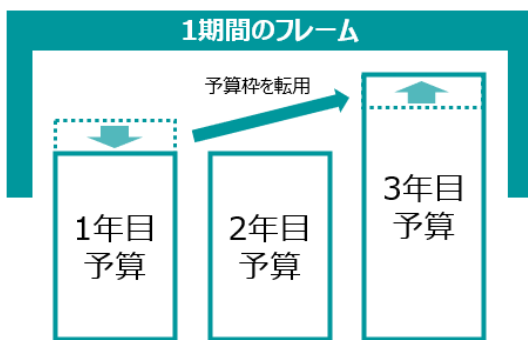 1期間のフレーム
予算枠を転用
1年目
予算
2年目
予算
3年目
予算